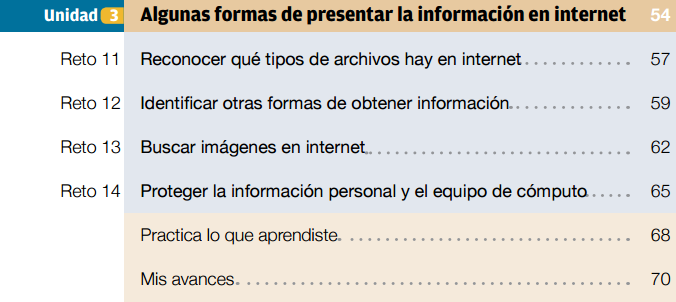 Unidad 3 Algunas formas de presentar la información en internet 54
Reto 11 Reconocer qué tipos de archivos hay en internet 57
Reto 12 Identificar otras formas de obtener información 59
Reto 13 Buscar imágenes en internet 62
Reto 14 Proteger la información personal y el equipo de cómputo 65
Practica lo que aprendiste 68
Mis avances 70